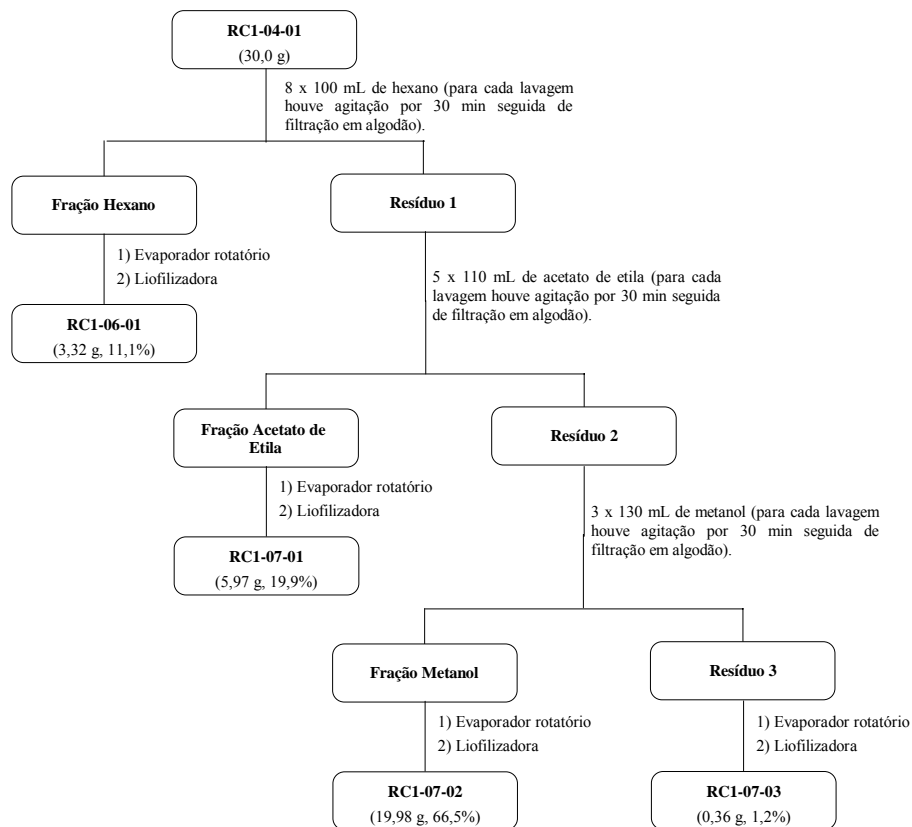 RC1-04-01
(30,0 g)
8 x 100 mL de hexano (para cada lavagem
houve agitação por 30 min seguida de
filtração em algodão).
Fração Hexano
Resíduo 1
1) Evaporador rotatório
2) Liofilizadora
RC1-06-01
(3,32 g, 11,1%)
5 x 110 mL de acetato de etila (para cada
lavagem houve agitação por 30 min seguida
de filtração em algodão).
Fração Acetato de
Etila
Resíduo 2
1) Evaporador rotatório
2) Liofilizadora
RC1-07-01
(5,97 g, 19,9%)
3 x 130 mL de metanol (para cada lavagem
houve agitação por 30 min seguida de
filtração em algodão).
Fração Metanol
Resíduo 3
1) Evaporador rotatório
2) Liofilizadora
1) Evaporador rotatório
2) Liofilizadora
RC1-07-02
(19,98 g, 66,5%)
RC1-07-03
(0,36 g, 1,2%)